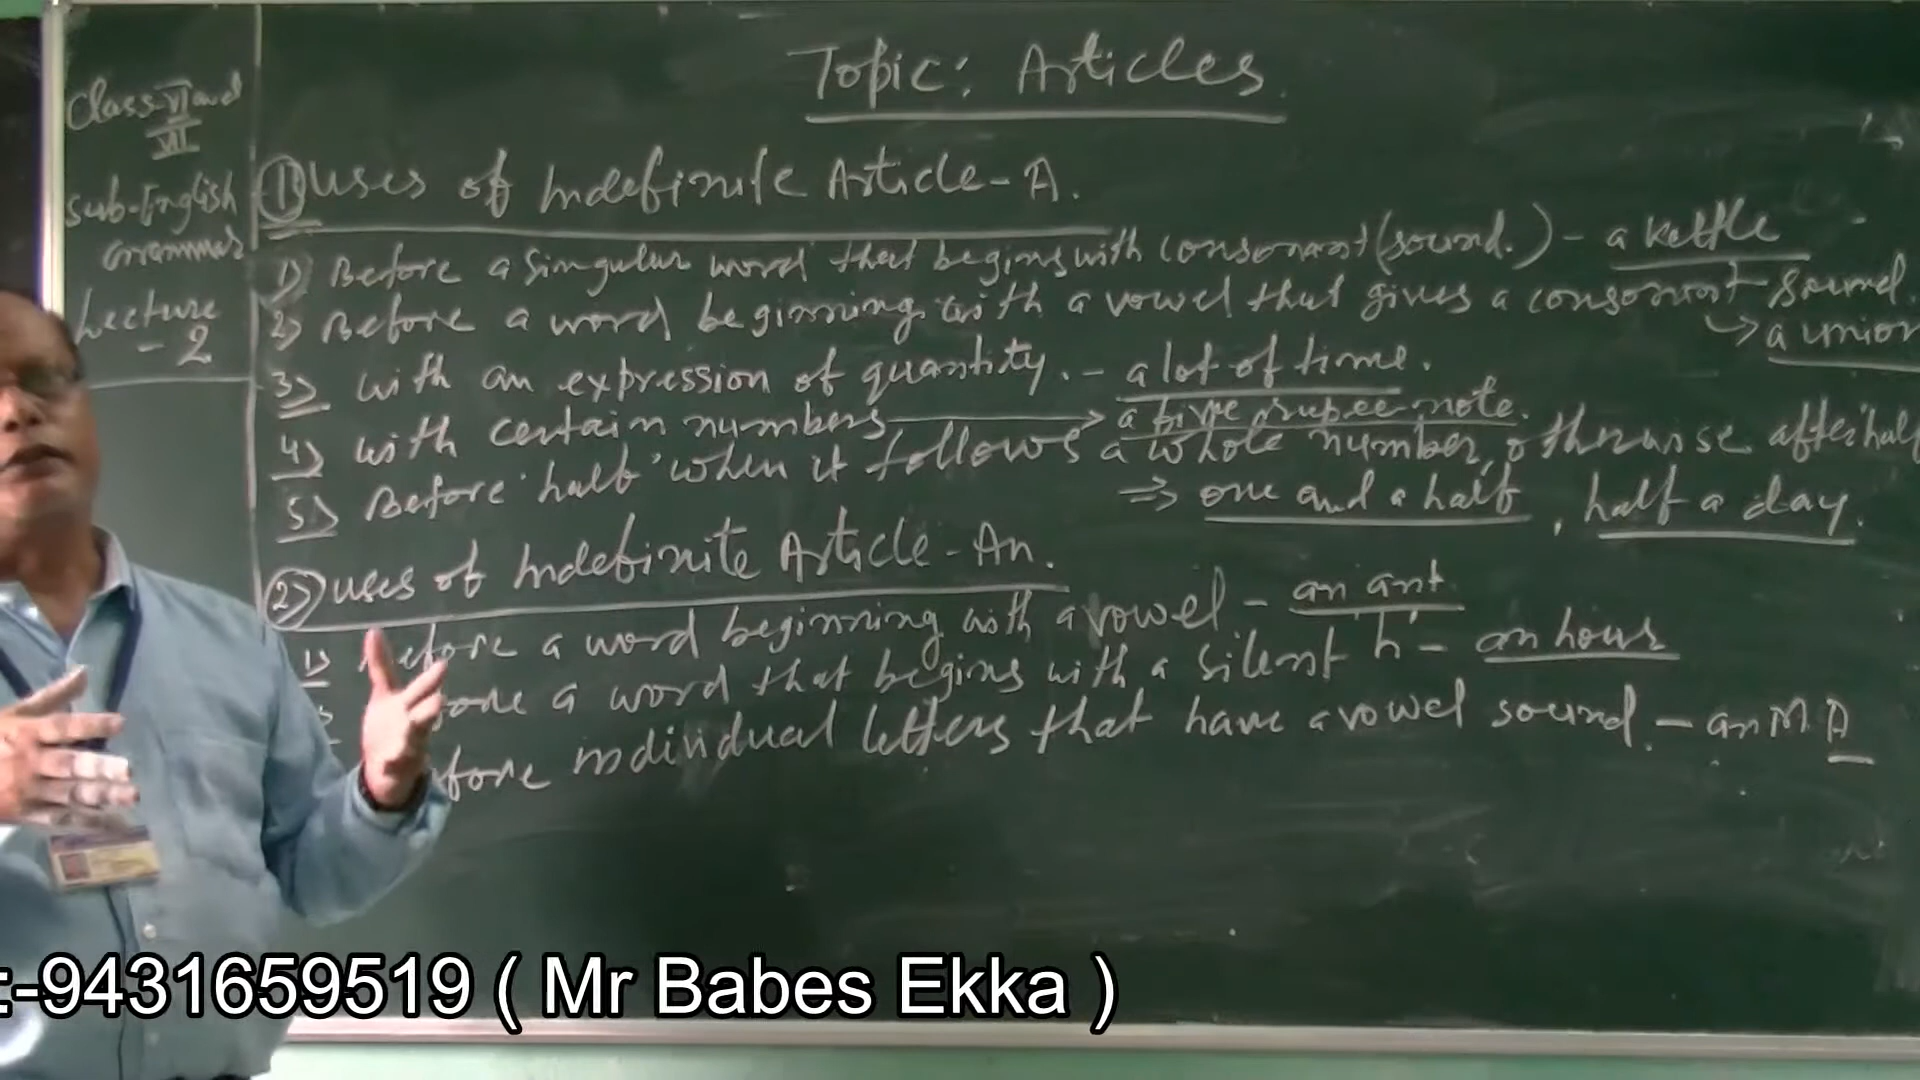 Topic: Articles.
Class-VI and
VII
Sub-English
Grammar
Lecture
- 2
1) Uses of Indefinite Article - A.
1) Before a singular word that begins with consonant (sound.) - a kettle
2) Before a word beginning with a vowel that gives a consonant sound.
→ a union
3) with an expression of quantity. - a lot of time.
4) with certain numbers → a five rupee note.
5) Before 'half' when it follows a whole number, otherwise after half
⇒ one and a half, half a day.
2) uses of Indefinite Article - An.
1) Before a word beginning with a vowel - an ant.
a word that begins with a silent 'h' - an hour
individual letters that have a vowel sound. - an M.A
:-9431659519 ( Mr Babes Ekka )